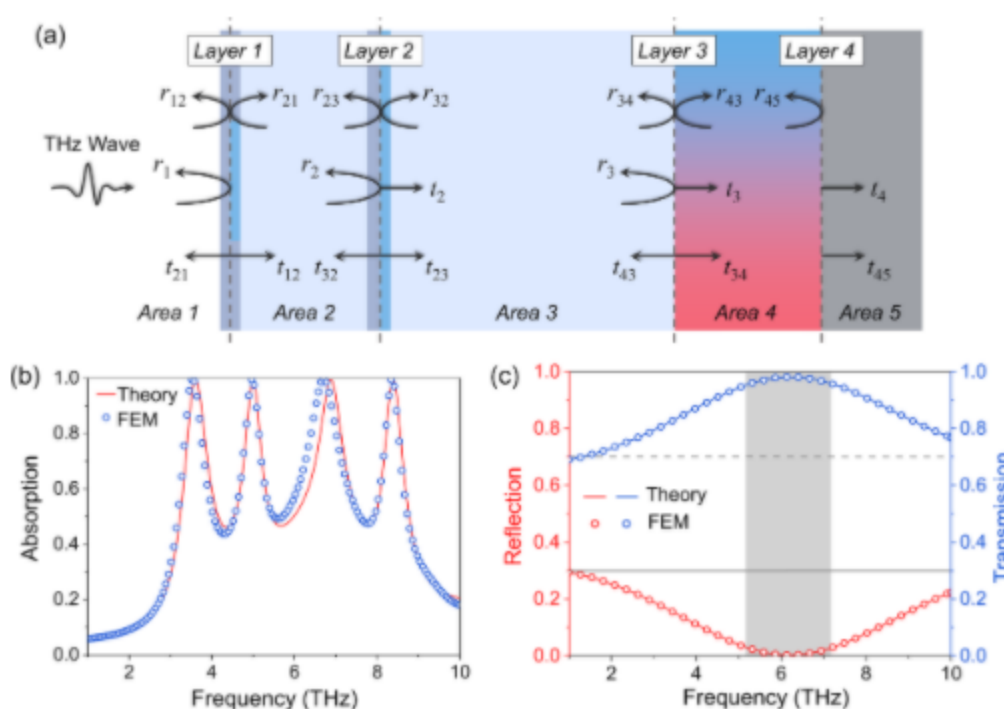 (a)
Layer 1 Layer 2 Layer 3 Layer 4
r12 r21 r23 r32 r34 r43 r45
THz Wave
r1 r2 t2 r3 t3 t4
t21 t12 t32 t23 t43 t34 t45
Area 1 Area 2 Area 3 Area 4 Area 5
(b)
Absorption
1.0
0.8
0.6
0.4
0.2
0.0
Theory
FEM
2 4 6 8 10
Frequency (THz)
(c)
Reflection
1.0
0.8
0.6
0.4
0.2
0.0
Theory
FEM
1.0
0.8
0.6
0.4
0.2
0.0
Transmission
2 4 6 8 10
Frequency (THz)